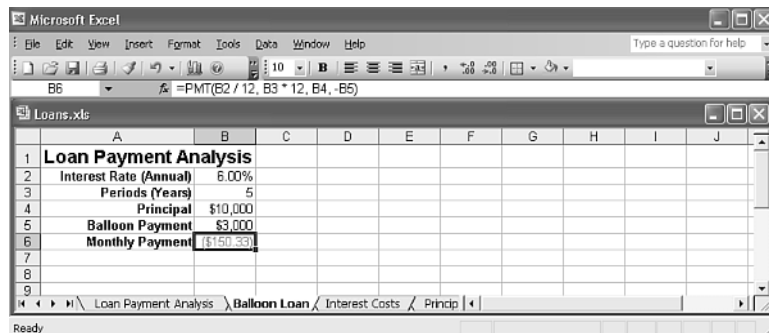 Microsoft Excel
File Edit View Insert Format Tools Data Window Help Type a question for help
10 B
B6 fx =PMT(B2 / 12, B3 * 12, B4, -B5)
Loans.xls
A B C D E F G H I J
1 Loan Payment Analysis
2 Interest Rate (Annual) 6.00%
3 Periods (Years) 5
4 Principal $10,000
5 Balloon Payment $3,000
6 Monthly Payment ($150.33)
7
8
9
Loan Payment Analysis Balloon Loan Interest Costs Princip
Ready